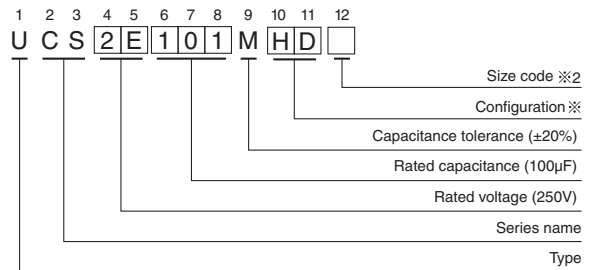 1 2 3 4 5 6 7 8 9 10 11 12
U C S 2 E 1 0 1 M H D
Size code ※2
Configuration※
Capacitance tolerance (±20%)
Rated capacitance (100µF)
Rated voltage (250V)
Series name
Type